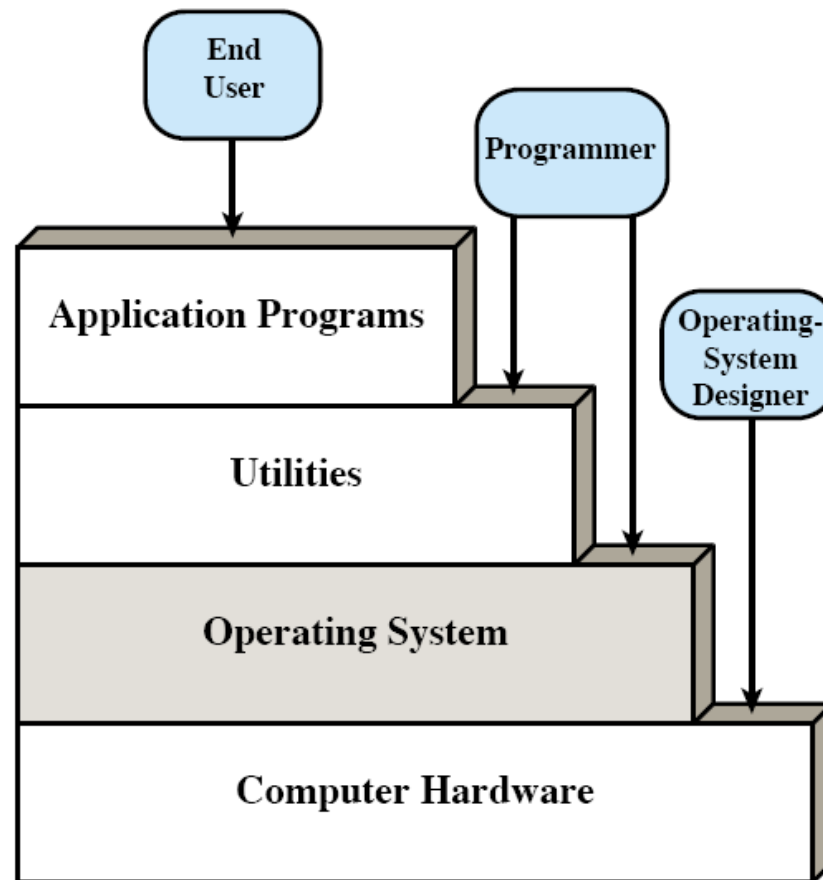 End
User
Programmer
Operating-
System
Designer
Application Programs
Utilities
Operating System
Computer Hardware